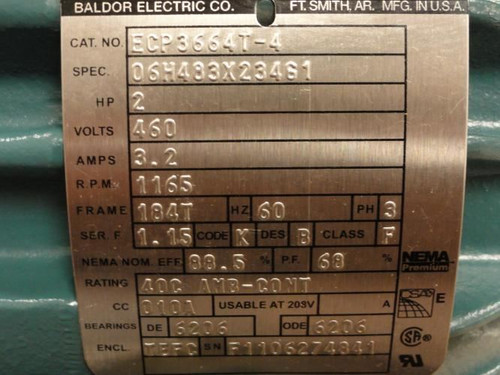 BALDOR ELECTRIC CO. FT. SMITH, AR. MFG. IN U.S.A.
CAT. NO. ECP3664T-4
SPEC. 06H483X234G1
HP 2
VOLTS 460
AMPS 3.2
R.P.M. 1165
FRAME 184T HZ 60 PH 3
SER. F. 1.15 CODE K DES B CLASS F
NEMA NOM. EFF. 88.5 % P.F. 68 %
NEMA
Premium
RATING 40C AMB-CONT
CC 010A USABLE AT 208V A
E
BEARINGS DE 6206 ODE 6206
ENCL. TEFC SN F1106274341